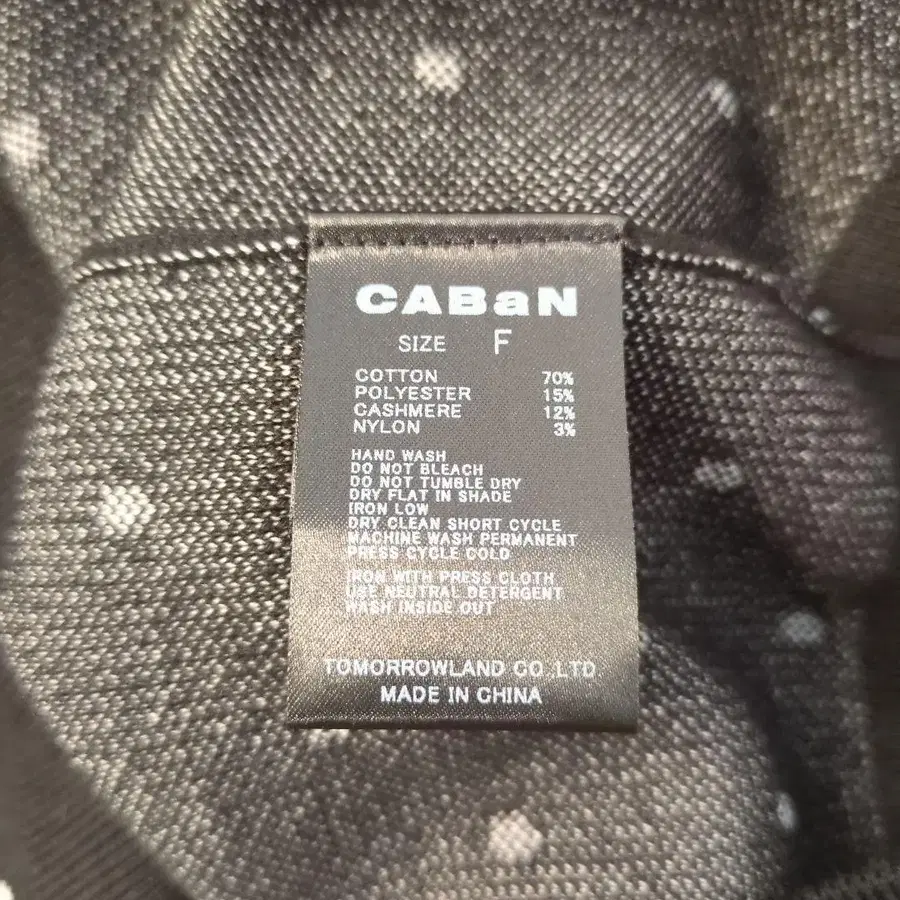 CABaN
SIZE F
COTTON 70%
POLYESTER 15%
CASHMERE 12%
NYLON 3%
HAND WASH
DO NOT BLEACH
DO NOT TUMBLE DRY
DRY FLAT IN SHADE
IRON LOW
DRY CLEAN SHORT CYCLE
MACHINE WASH PERMANENT
PRESS CYCLE COLD
IRON WITH PRESS CLOTH
USE NEUTRAL DETERGENT
WASH INSIDE OUT
TOMORROWLAND CO.,LTD
MADE IN CHINA